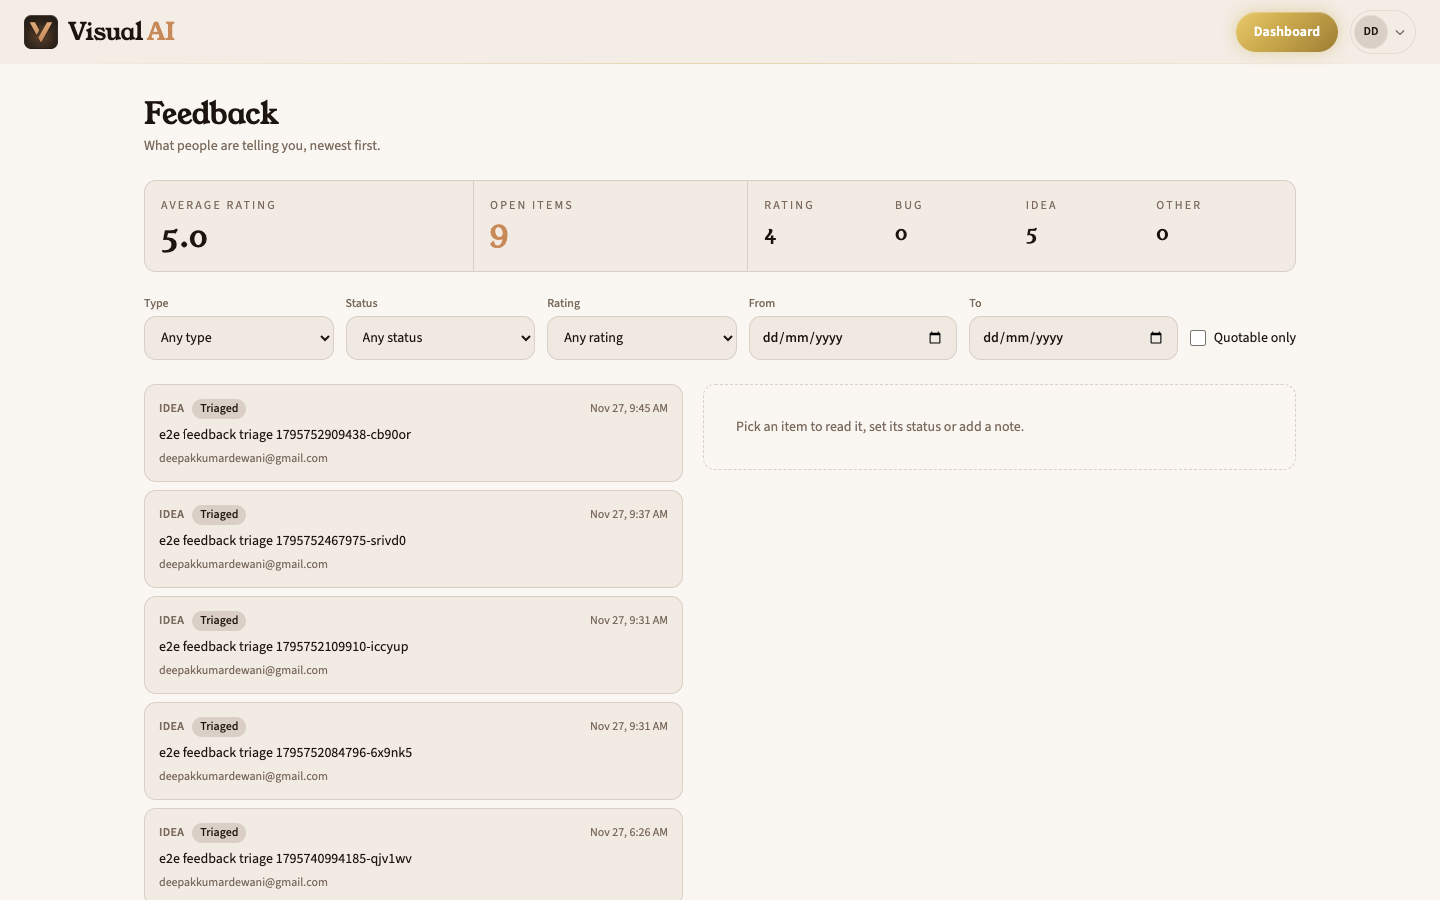 Visual AI
Dashboard
DD
Feedback
What people are telling you, newest first.
AVERAGE RATING
5.0
OPEN ITEMS
9
RATING
4
BUG
0
IDEA
5
OTHER
0
Type
Any type
Status
Any status
Rating
Any rating
From
dd/mm/yyyy
To
dd/mm/yyyy
Quotable only
IDEA Triaged Nov 27, 9:45 AM
e2e feedback triage 1795752909438-cb90or
deepakkumardewani@gmail.com
IDEA Triaged Nov 27, 9:37 AM
e2e feedback triage 1795752467975-srivd0
deepakkumardewani@gmail.com
IDEA Triaged Nov 27, 9:31 AM
e2e feedback triage 1795752109910-iccyup
deepakkumardewani@gmail.com
IDEA Triaged Nov 27, 9:31 AM
e2e feedback triage 1795752084796-6x9nk5
deepakkumardewani@gmail.com
IDEA Triaged Nov 27, 6:26 AM
e2e feedback triage 1795740994185-qjv1wv
deepakkumardewani@gmail.com
Pick an item to read it, set its status or add a note.